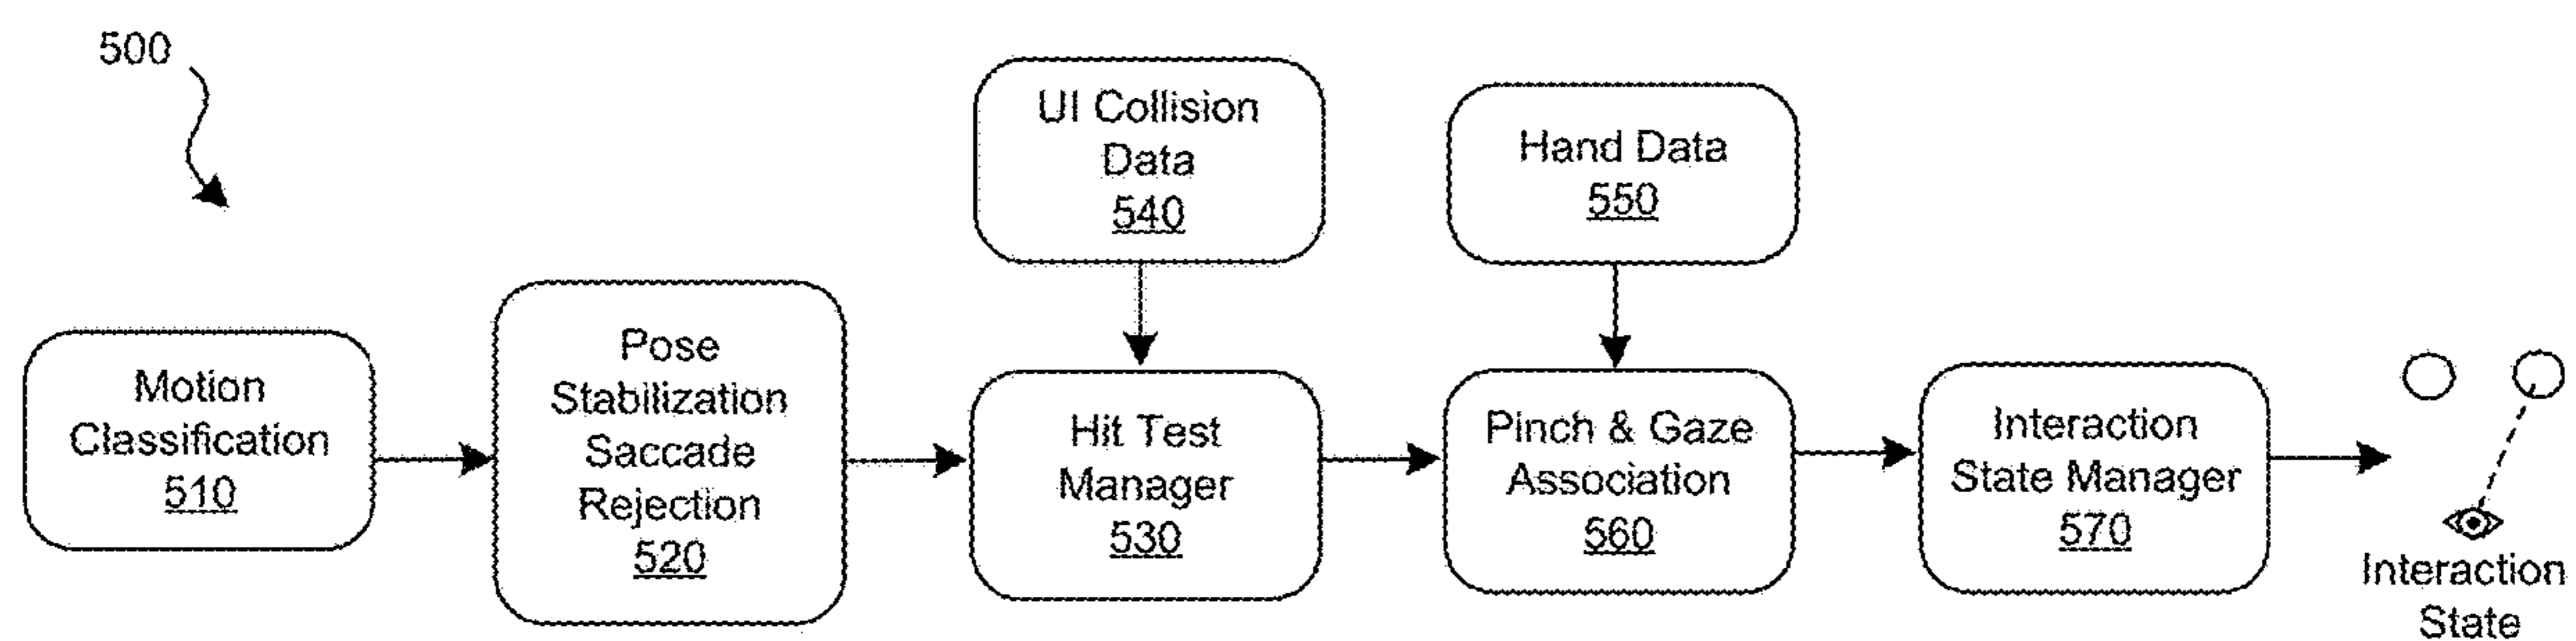 500
Motion
Classification
510
Pose
Stabilization
Saccade
Rejection
520
UI Collision
Data
540
Hit Test
Manager
530
Hand Data
550
Pinch & Gaze
Association
560
Interaction
State Manager
570
Interaction
State